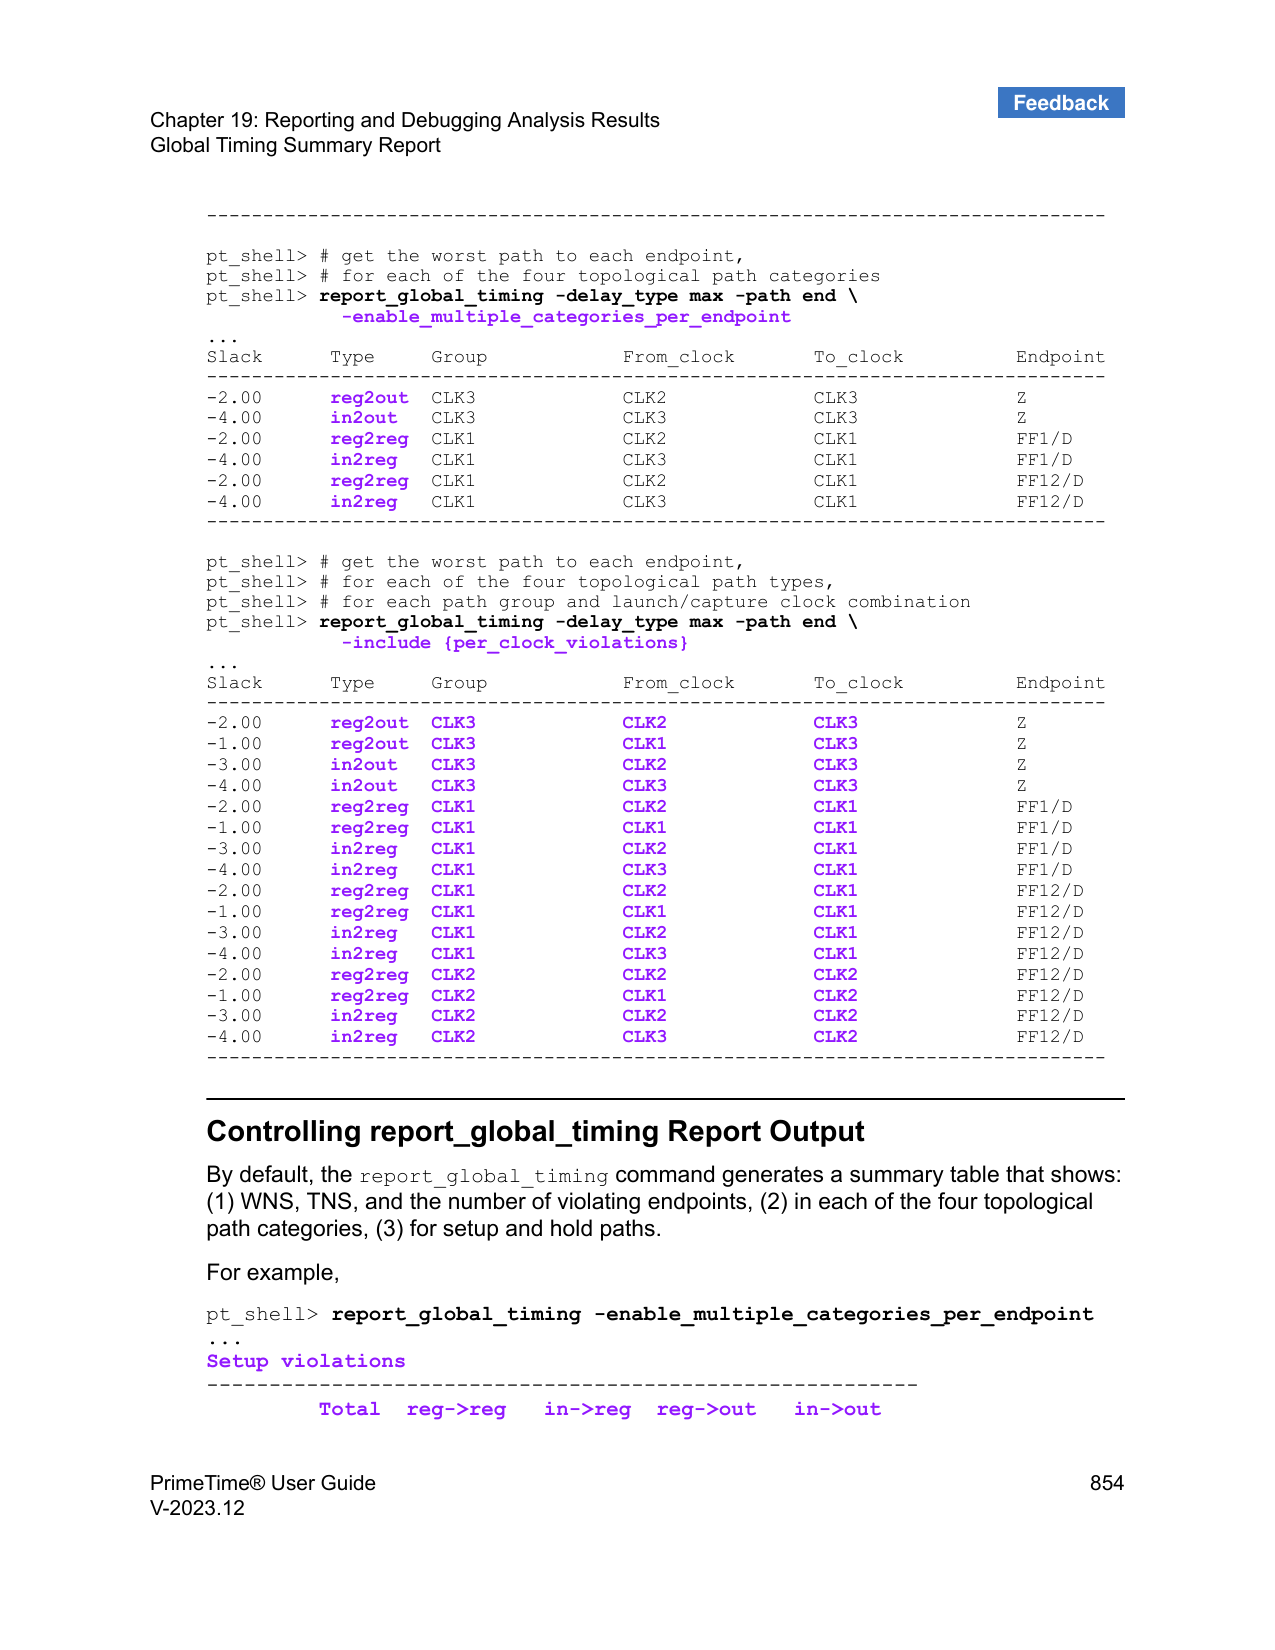 Feedback
Chapter 19: Reporting and Debugging Analysis Results
Global Timing Summary Report
--------------------------------------------------------------------------------
pt_shell> # get the worst path to each endpoint,
pt_shell> # for each of the four topological path categories
pt_shell> report_global_timing -delay_type max -path end \
            -enable_multiple_categories_per_endpoint
...
Slack      Type     Group            From_clock       To_clock          Endpoint
--------------------------------------------------------------------------------
-2.00      reg2out  CLK3             CLK2             CLK3              Z
-4.00      in2out   CLK3             CLK3             CLK3              Z
-2.00      reg2reg  CLK1             CLK2             CLK1              FF1/D
-4.00      in2reg   CLK1             CLK3             CLK1              FF1/D
-2.00      reg2reg  CLK1             CLK2             CLK1              FF12/D
-4.00      in2reg   CLK1             CLK3             CLK1              FF12/D
--------------------------------------------------------------------------------
pt_shell> # get the worst path to each endpoint,
pt_shell> # for each of the four topological path types,
pt_shell> # for each path group and launch/capture clock combination
pt_shell> report_global_timing -delay_type max -path end \
            -include {per_clock_violations}
...
Slack      Type     Group            From_clock       To_clock          Endpoint
--------------------------------------------------------------------------------
-2.00      reg2out  CLK3             CLK2             CLK3              Z
-1.00      reg2out  CLK3             CLK1             CLK3              Z
-3.00      in2out   CLK3             CLK2             CLK3              Z
-4.00      in2out   CLK3             CLK3             CLK3              Z
-2.00      reg2reg  CLK1             CLK2             CLK1              FF1/D
-1.00      reg2reg  CLK1             CLK1             CLK1              FF1/D
-3.00      in2reg   CLK1             CLK2             CLK1              FF1/D
-4.00      in2reg   CLK1             CLK3             CLK1              FF1/D
-2.00      reg2reg  CLK1             CLK2             CLK1              FF12/D
-1.00      reg2reg  CLK1             CLK1             CLK1              FF12/D
-3.00      in2reg   CLK1             CLK2             CLK1              FF12/D
-4.00      in2reg   CLK1             CLK3             CLK1              FF12/D
-2.00      reg2reg  CLK2             CLK2             CLK2              FF12/D
-1.00      reg2reg  CLK2             CLK1             CLK2              FF12/D
-3.00      in2reg   CLK2             CLK2             CLK2              FF12/D
-4.00      in2reg   CLK2             CLK3             CLK2              FF12/D
--------------------------------------------------------------------------------
Controlling report_global_timing Report Output
By default, the report_global_timing command generates a summary table that shows:
(1) WNS, TNS, and the number of violating endpoints, (2) in each of the four topological
path categories, (3) for setup and hold paths.
For example,
pt_shell> report_global_timing -enable_multiple_categories_per_endpoint
...
Setup violations
---------------------------------------------------------
         Total  reg->reg   in->reg  reg->out   in->out
PrimeTime® User Guide 854
V-2023.12